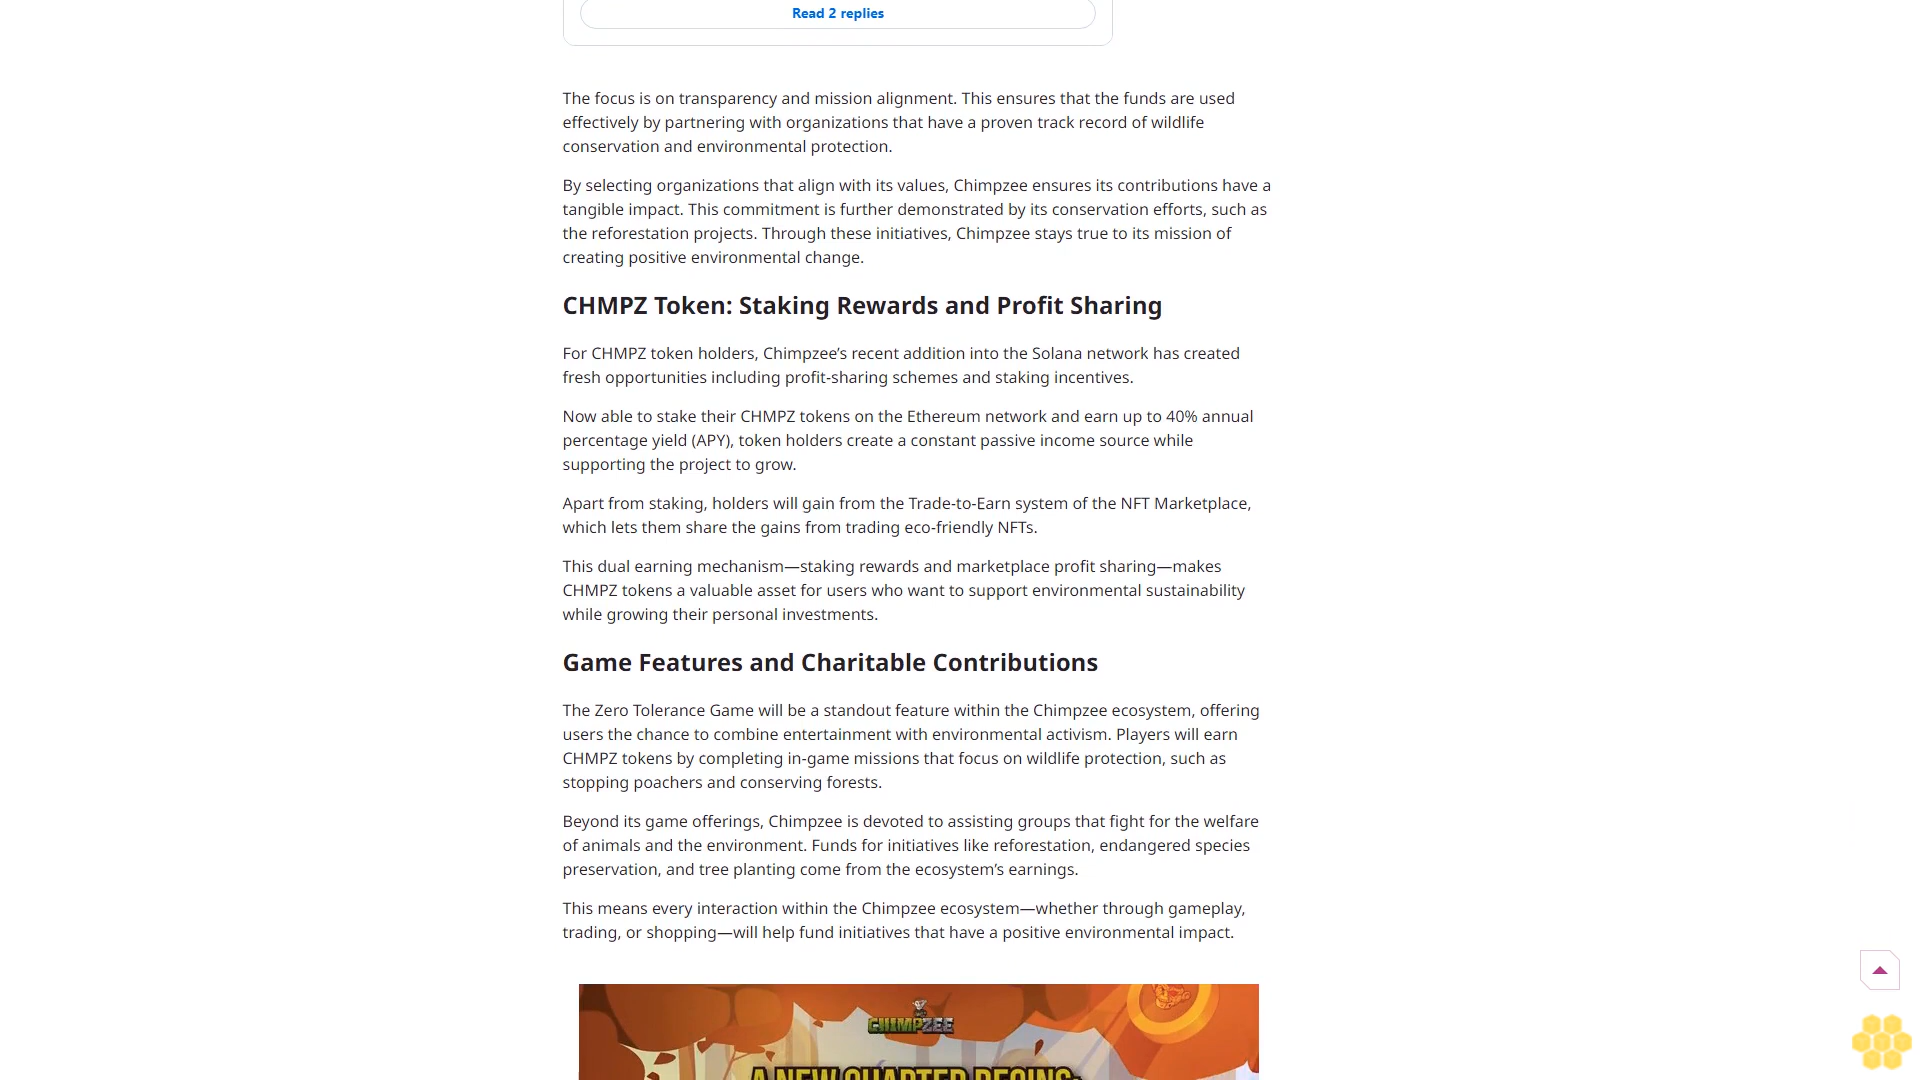 Read 2 replies
The focus is on transparency and mission alignment. This ensures that the funds are used
effectively by partnering with organizations that have a proven track record of wildlife
conservation and environmental protection.
By selecting organizations that align with its values, Chimpzee ensures its contributions have a
tangible impact. This commitment is further demonstrated by its conservation efforts, such as
the reforestation projects. Through these initiatives, Chimpzee stays true to its mission of
creating positive environmental change.
CHMPZ Token: Staking Rewards and Profit Sharing
For CHMPZ token holders, Chimpzee’s recent addition into the Solana network has created
fresh opportunities including profit-sharing schemes and staking incentives.
Now able to stake their CHMPZ tokens on the Ethereum network and earn up to 40% annual
percentage yield (APY), token holders create a constant passive income source while
supporting the project to grow.
Apart from staking, holders will gain from the Trade-to-Earn system of the NFT Marketplace,
which lets them share the gains from trading eco-friendly NFTs.
This dual earning mechanism—staking rewards and marketplace profit sharing—makes
CHMPZ tokens a valuable asset for users who want to support environmental sustainability
while growing their personal investments.
Game Features and Charitable Contributions
The Zero Tolerance Game will be a standout feature within the Chimpzee ecosystem, offering
users the chance to combine entertainment with environmental activism. Players will earn
CHMPZ tokens by completing in-game missions that focus on wildlife protection, such as
stopping poachers and conserving forests.
Beyond its game offerings, Chimpzee is devoted to assisting groups that fight for the welfare
of animals and the environment. Funds for initiatives like reforestation, endangered species
preservation, and tree planting come from the ecosystem’s earnings.
This means every interaction within the Chimpzee ecosystem—whether through gameplay,
trading, or shopping—will help fund initiatives that have a positive environmental impact.
CHIMPZEE
A NEW CHAPTER BEGINS: